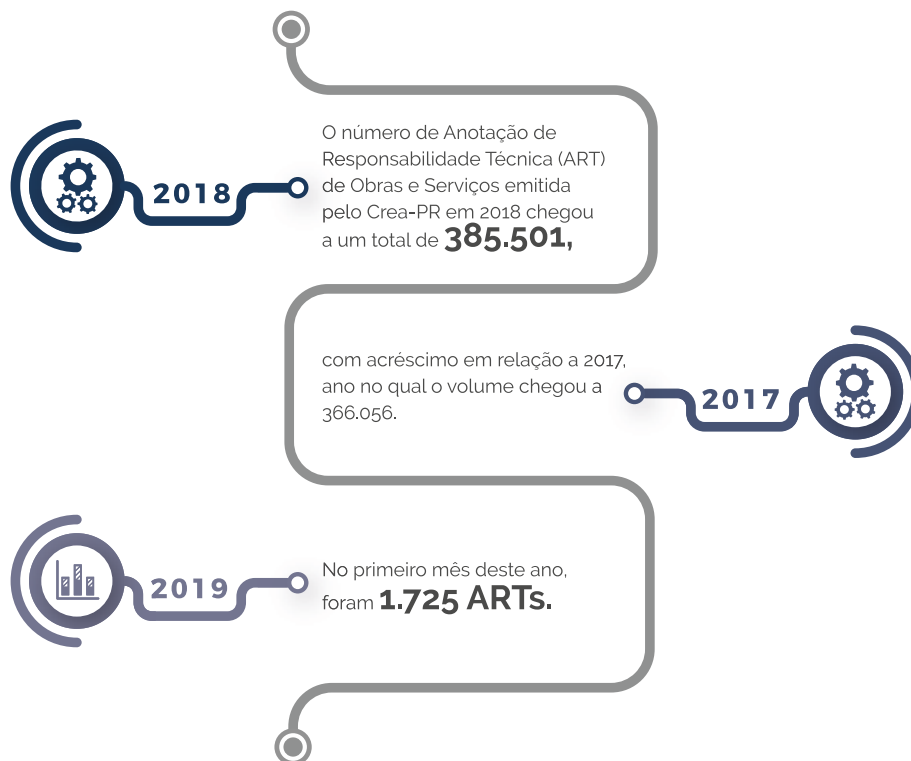 2018
O número de Anotação de
Responsabilidade Técnica (ART)
de Obras e Serviços emitida
pelo Crea-PR em 2018 chegou
a um total de 385.501,
com acréscimo em relação a 2017,
ano no qual o volume chegou a
366.056.
2017
2019
No primeiro mês deste ano,
foram 1.725 ARTs.